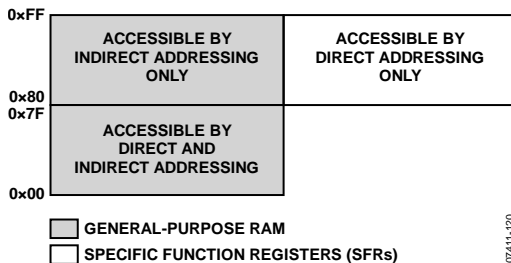 0×FF
ACCESSIBLE BY
INDIRECT ADDRESSING
ONLY
ACCESSIBLE BY
DIRECT ADDRESSING
ONLY
0×80
0×7F
ACCESSIBLE BY
DIRECT AND
INDIRECT ADDRESSING
0×00
GENERAL-PURPOSE RAM
SPECIFIC FUNCTION REGISTERS (SFRs)
07411-120